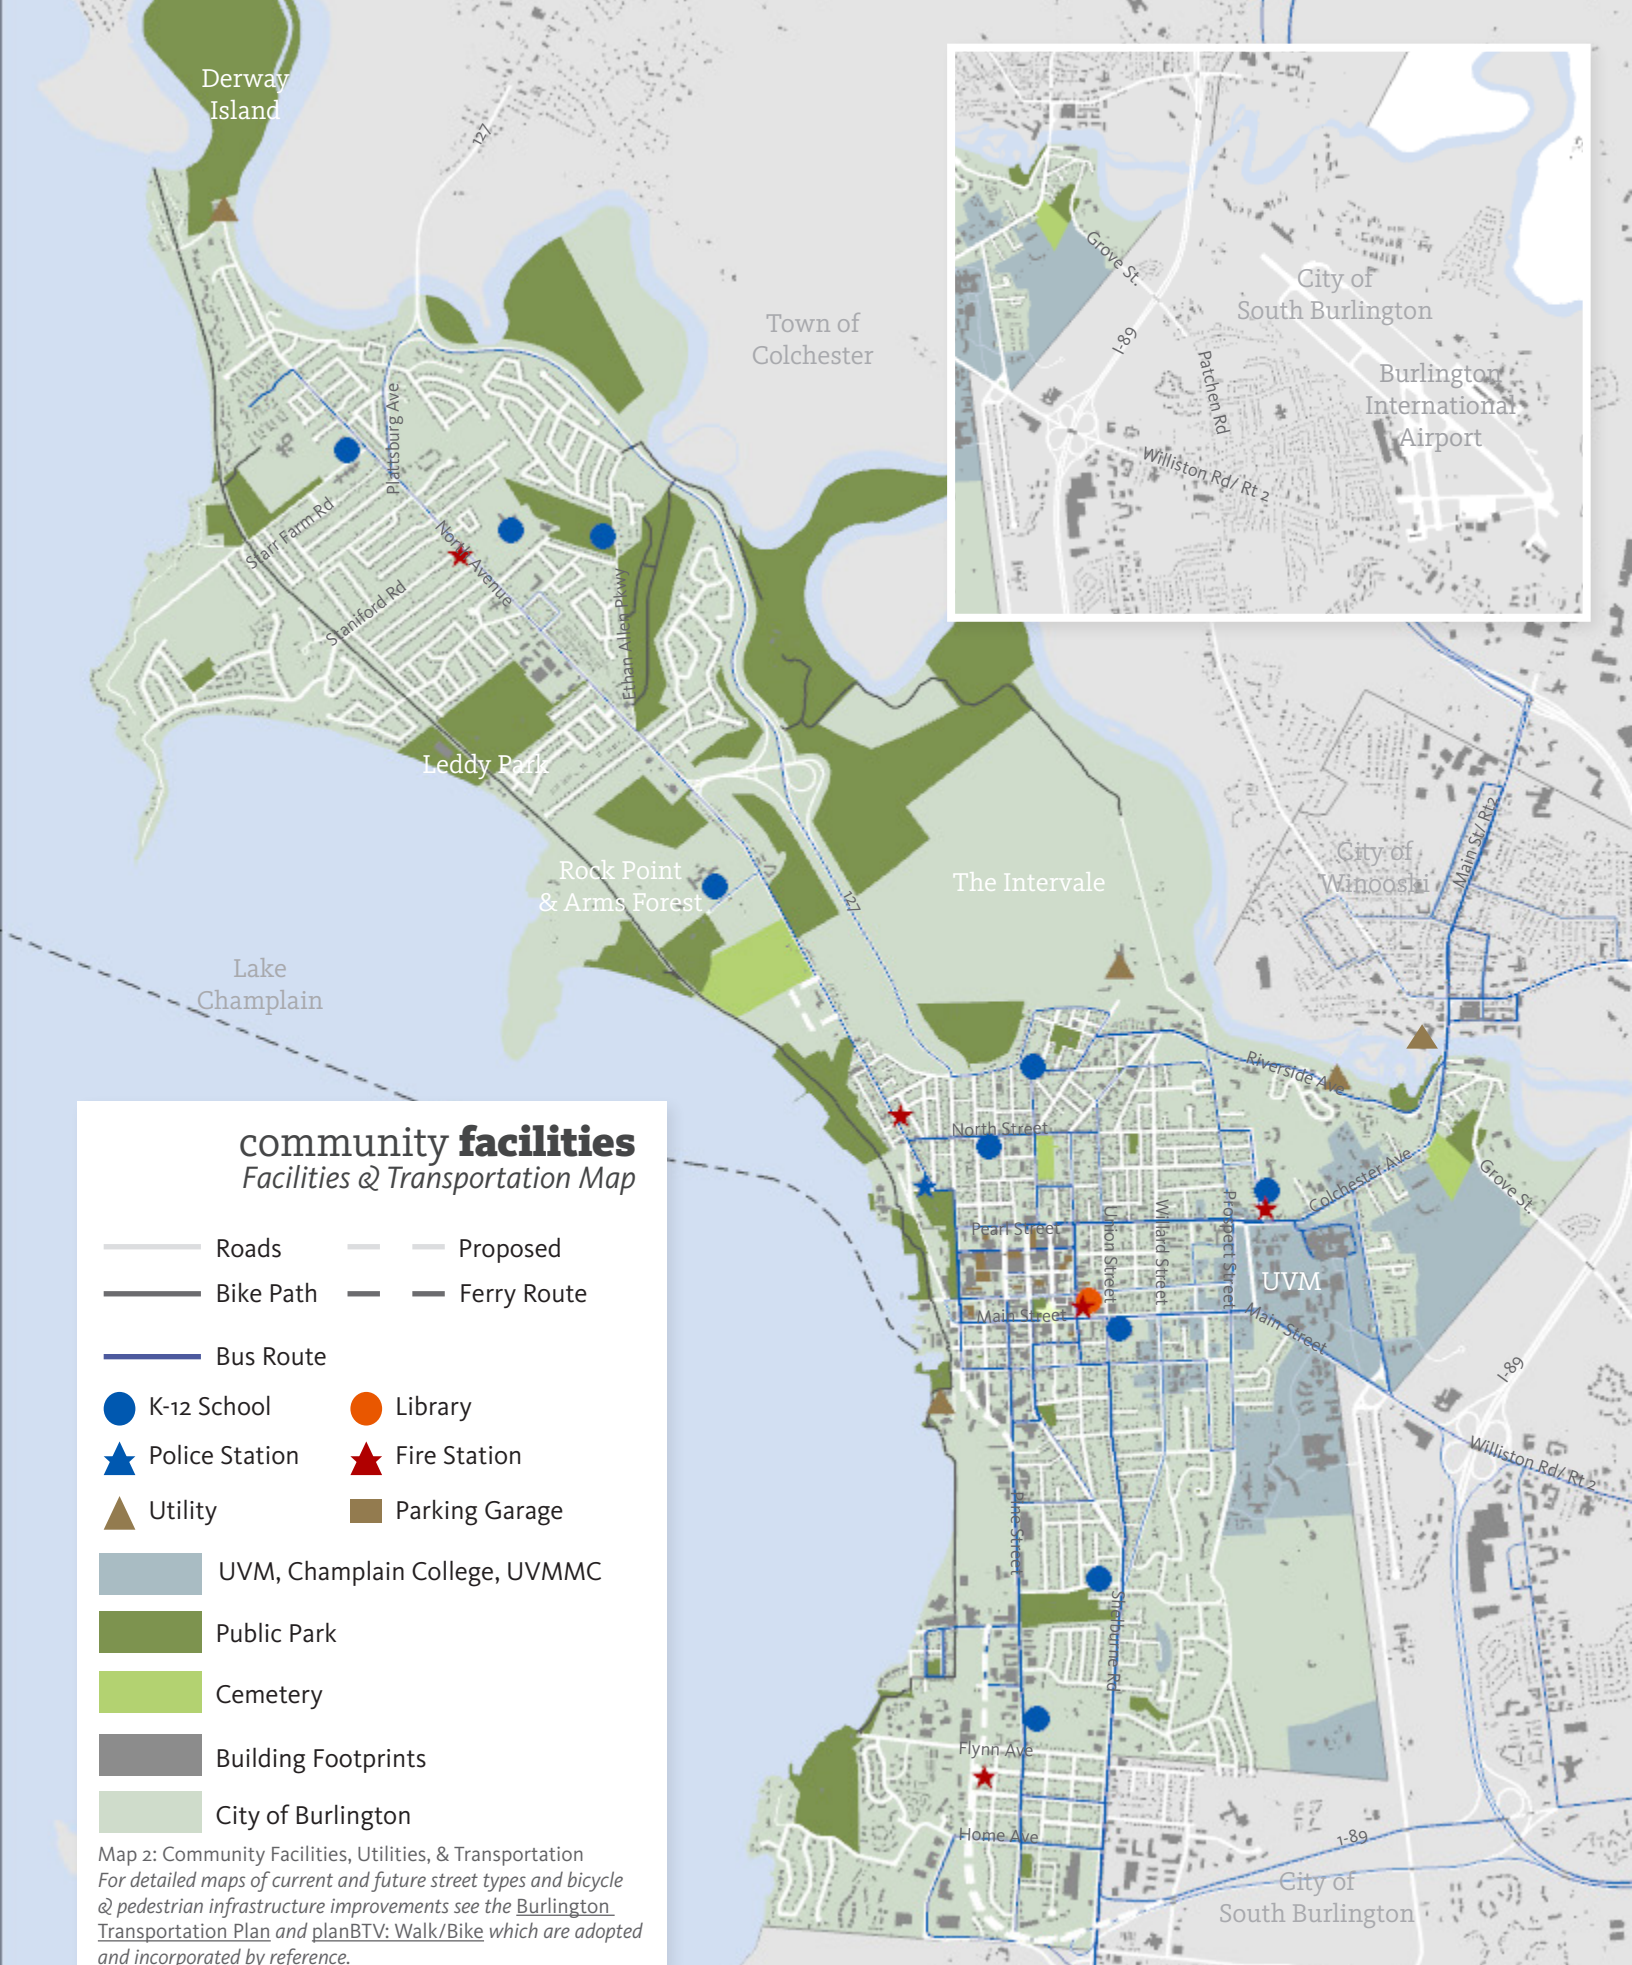 Derway
Island
127
Town of
Colchester
Plattsburg Ave
Starr Farm Rd
North Avenue
Staniford Rd
Ethan Allen Pkwy
Leddy Park
Rock Point
& Arms Forest
127
The Intervale
Lake
Champlain
Grove St.
I-89
Patchen Rd
Williston Rd/ Rt 2
City of
South Burlington
Burlington
International
Airport
City of
Winooski
Main St/ Rt2
Riverside Ave
North Street
Colchester Ave
Grove St.
Pearl Street
Union Street
Willard Street
Prospect Street
UVM
Main Street
Main Street
I-89
Williston Rd/ Rt 2
Pine Street
Shelburne Rd
Flynn Ave
Home Ave
1-89
City of
South Burlington
community facilities
Facilities & Transportation Map
Roads
Proposed
Bike Path
Ferry Route
Bus Route
K-12 School
Library
Police Station
Fire Station
Utility
Parking Garage
UVM, Champlain College, UVMMC
Public Park
Cemetery
Building Footprints
City of Burlington
Map 2: Community Facilities, Utilities, & Transportation
For detailed maps of current and future street types and bicycle
& pedestrian infrastructure improvements see the Burlington
Transportation Plan and planBTV: Walk/Bike which are adopted
and incorporated by reference.